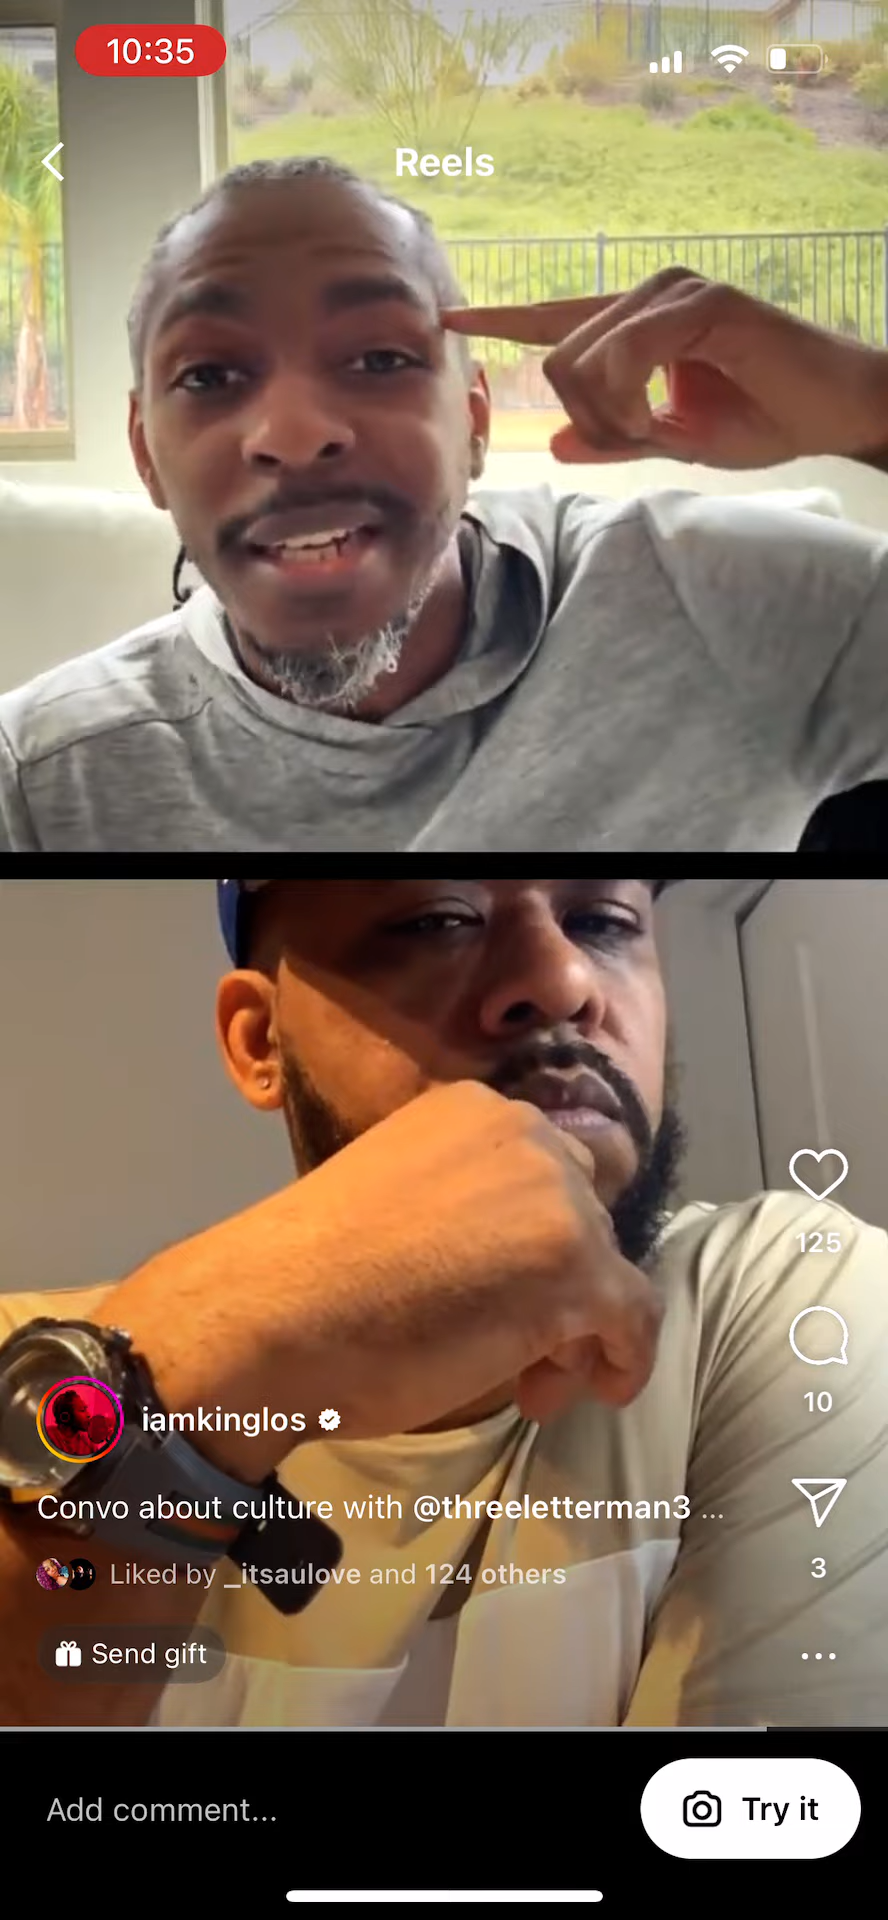 10:35
Reels
125
10
iamkinglos
Convo about culture with @threeletterman3 ...
3
Liked by _itsaulove and 124 others
Send gift
Add comment...
Try it